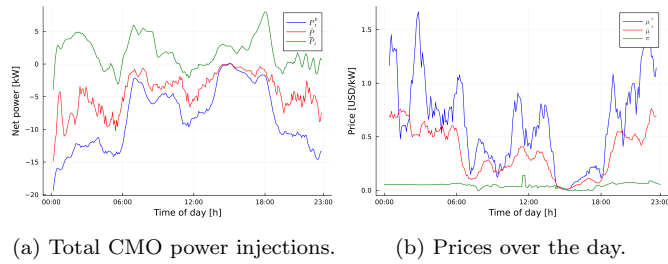 Net power [kW]
5
0
−5
−10
−15
−20
00:00 06:00 12:00 18:00 23:00
Time of day [h]
(a) Total CMO power injections.
Price [USD/kW]
1.5
1.0
0.5
0.0
μ
π
00:00 06:00 12:00 18:00 23:00
Time of day [h]
(b) Prices over the day.